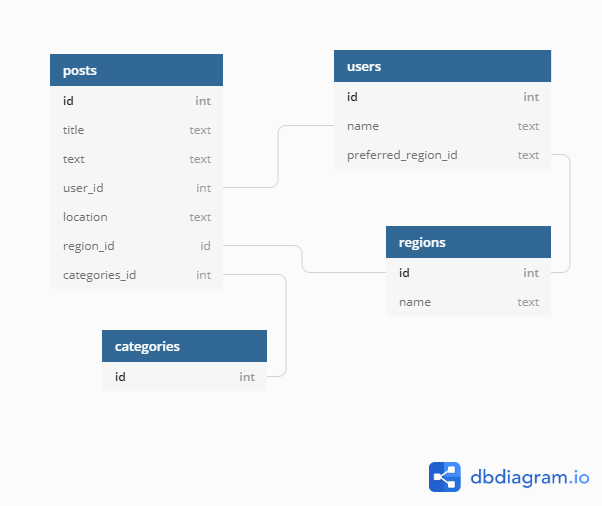 posts
id int
title text
text text
user_id int
location text
region_id id
categories_id int
users
id int
name text
preferred_region_id text
regions
id int
name text
categories
id int
dbdiagram.io